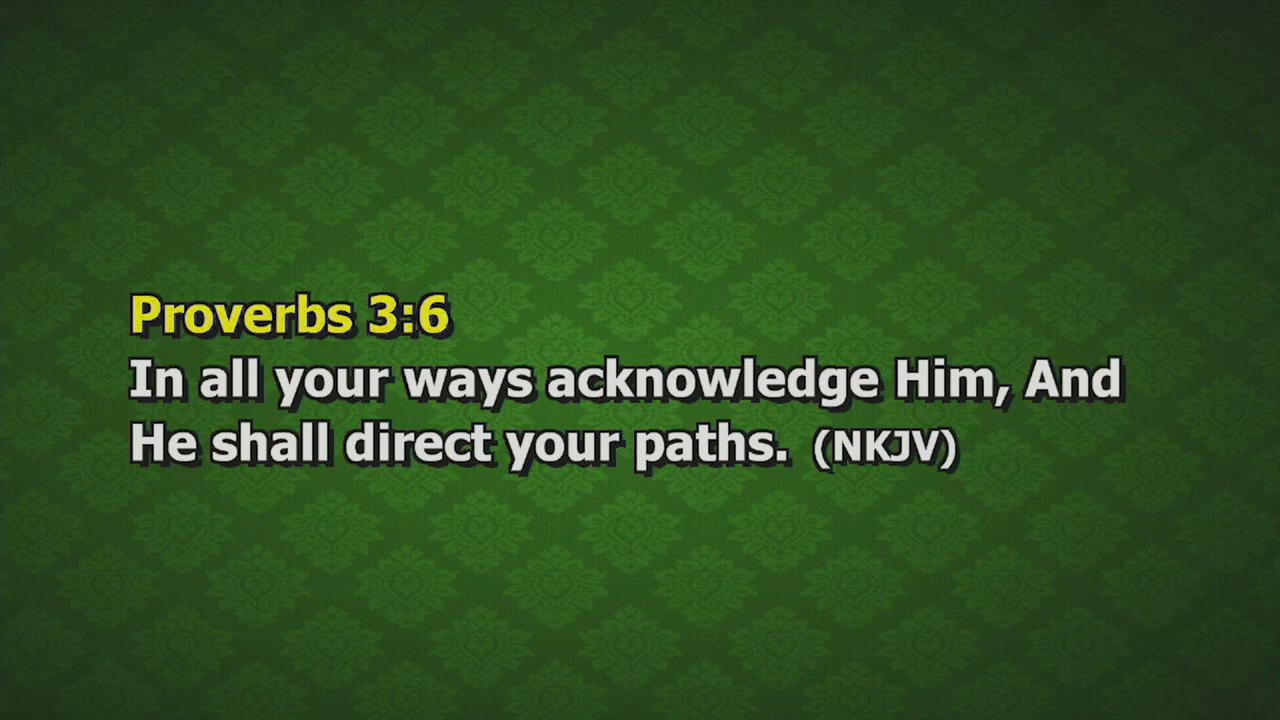 Proverbs 3:6
In all your ways acknowledge Him, And
He shall direct your paths. (NKJV)